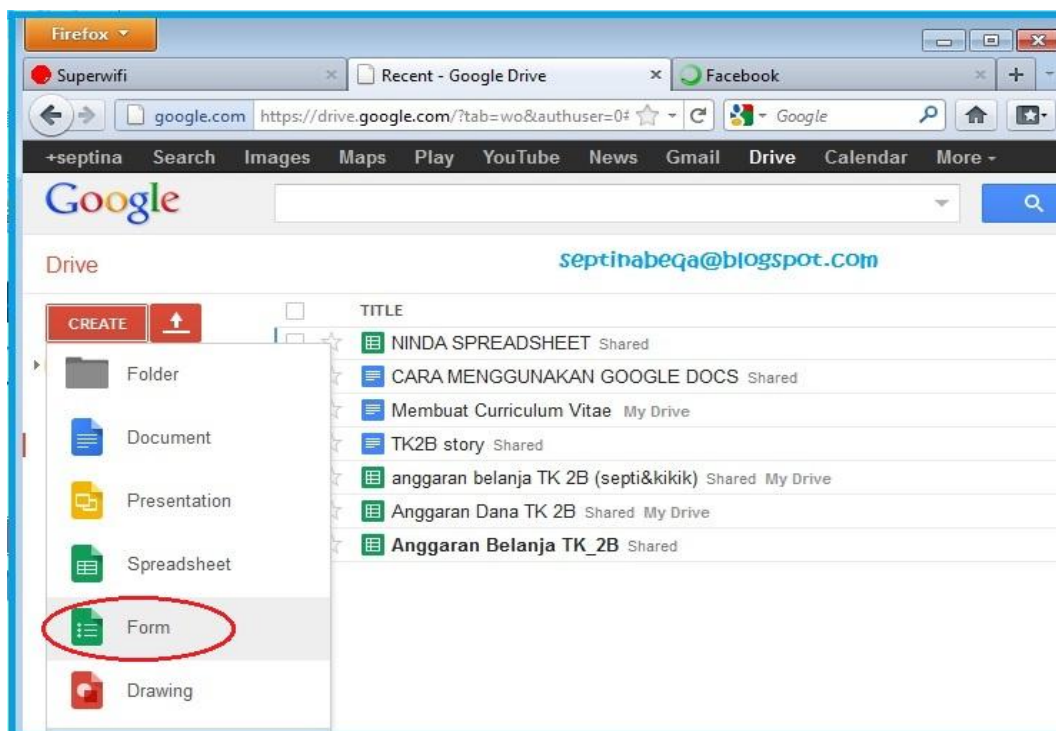 Firefox
Superwifi
Recent - Google Drive
Facebook
google.com https://drive.google.com/?tab=wo&authuser=0# Google
+septina Search Images Maps Play YouTube News Gmail Drive Calendar More
Google
Drive
septinabega@blogspot.com
CREATE
TITLE
NINDA SPREADSHEET Shared
Folder
CARA MENGGUNAKAN GOOGLE DOCS Shared
Membuat Curriculum Vitae My Drive
Document
TK2B story Shared
anggaran belanja TK 2B (septi&kikik) Shared My Drive
Presentation
Anggaran Dana TK 2B Shared My Drive
Anggaran Belanja TK_2B Shared
Spreadsheet
Form
Drawing